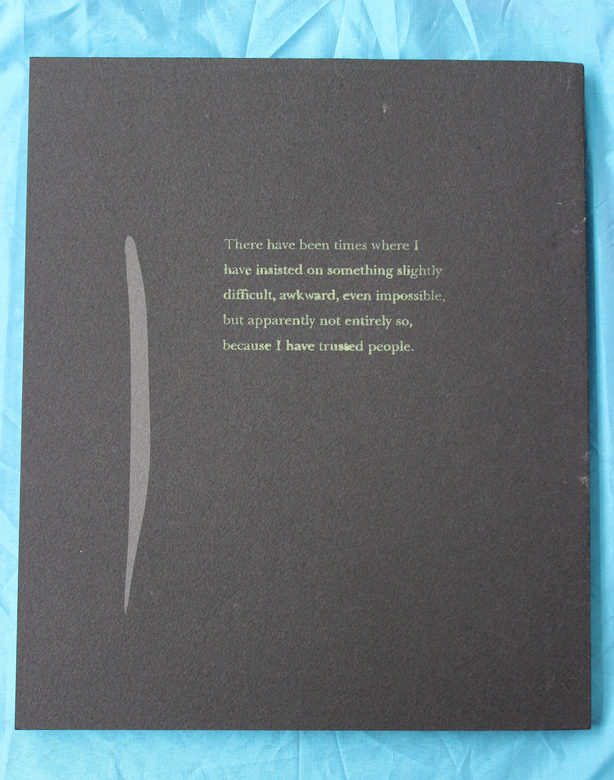 There have been times where I
have insisted on something slightly
difficult, awkward, even impossible,
but apparently not entirely so,
because I have trusted people.